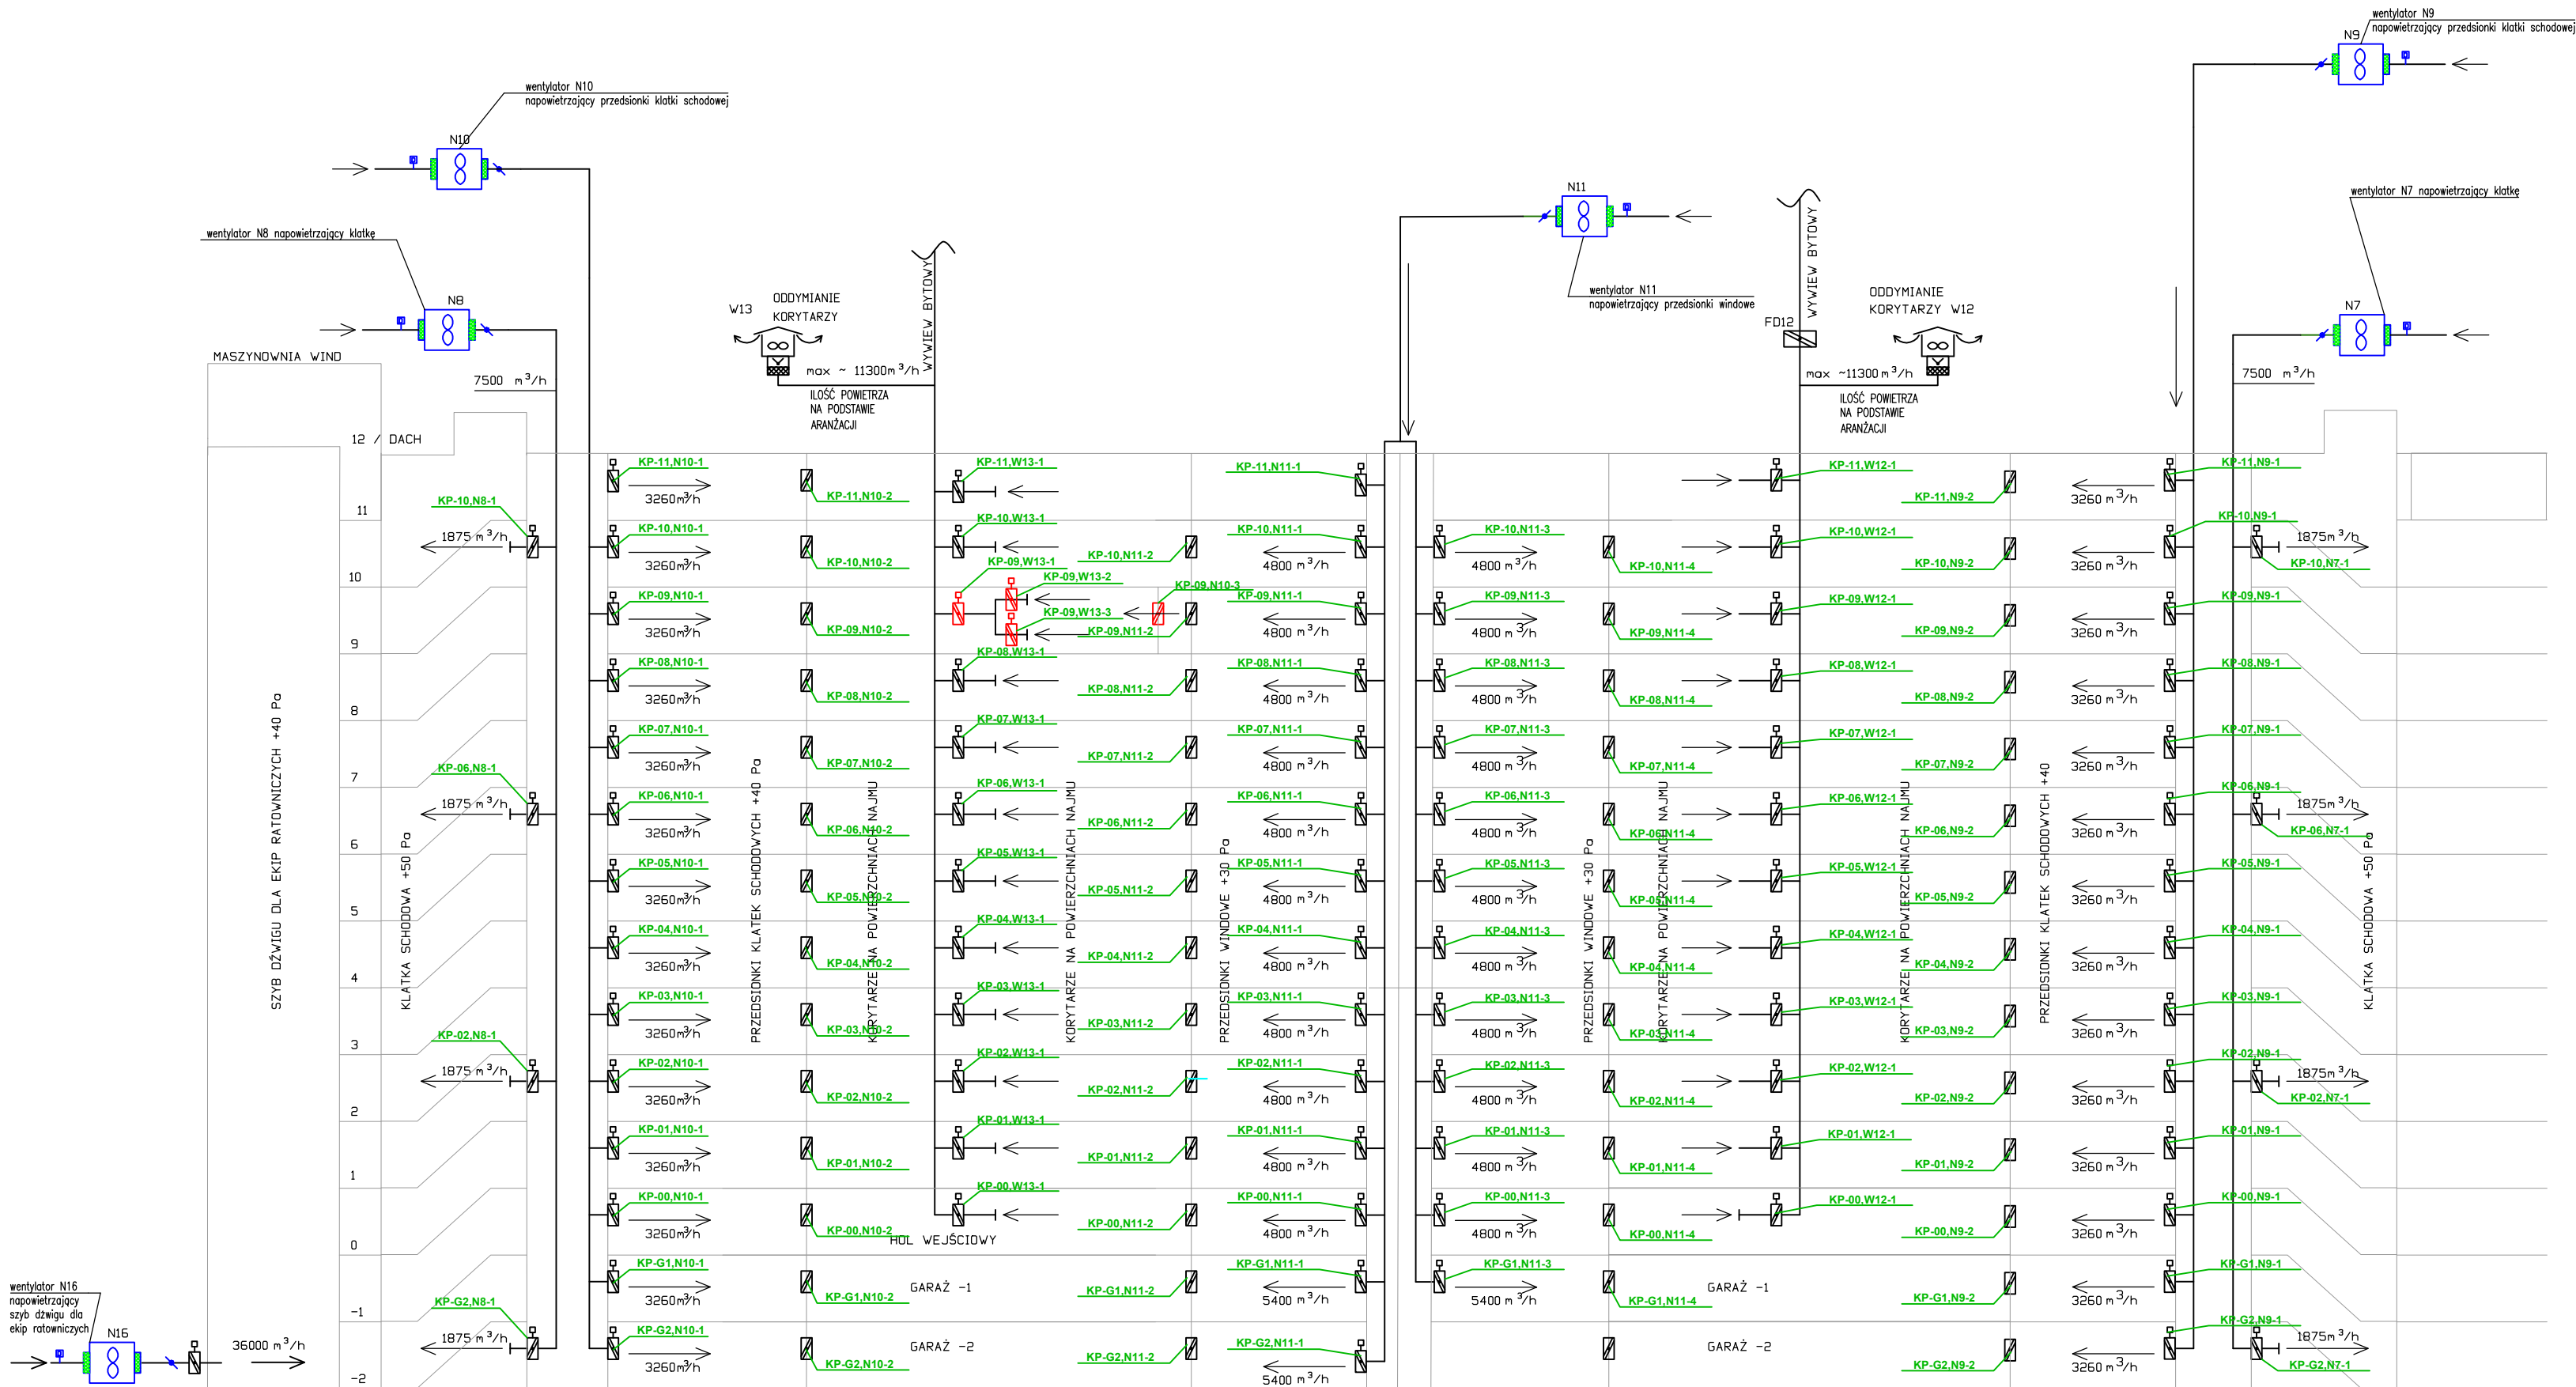 wentylator N9
napowietrzający przedsionki klatki schodowej
N9
wentylator N10
napowietrzający przedsionki klatki schodowej
N10
N11
wentylator N11
napowietrzający przedsionki windowe
wentylator N7 napowietrzający klatkę
N7
wentylator N8 napowietrzający klatkę
N8
WYWIEW BYTOWY
WYWIEW BYTOWY
W13
ODDYMIANIE
KORYTARZY
max ~ 11300m³/h
ILOŚĆ POWIETRZA
NA PODSTAWIE
ARANŻACJI
FD12
ODDYMIANIE
KORYTARZY W12
max ~11300 m³/h
ILOŚĆ POWIETRZA
NA PODSTAWIE
ARANŻACJI
MASZYNOWNIA WIND
7500 m³/h
7500 m³/h
12 / DACH
KP-11,N10-1
3260m³/h
KP-11,N10-2
KP-11,W13-1
KP-11,N11-1
KP-11,W12-1
KP-11,N9-2
3260 m³/h
KP-11,N9-1
11
KP-10,N8-1
1875 m³/h
KP-10,N10-1
3260m³/h
KP-10,N10-2
KP-10,W13-1
KP-10,N11-2
KP-10,N11-1
4800 m³/h
KP-10,N11-3
4800 m³/h
KP-10,N11-4
KP-10,W12-1
KP-10,N9-2
3260 m³/h
KP-10,N9-1
1875m³/h
KP-10,N7-1
10
KP-09,N10-1
3260m³/h
KP-09,N10-2
KP-09,W13-1
KP-09,W13-2
KP-09,W13-3
KP-09,N10-3
KP-09,N11-2
KP-09,N11-1
4800 m³/h
KP-09,N11-3
4800 m³/h
KP-09,N11-4
KP-09,W12-1
KP-09,N9-2
3260 m³/h
KP-09,N9-1
9
KP-08,N10-1
3260m³/h
KP-08,N10-2
KP-08,W13-1
KP-08,N11-2
KP-08,N11-1
4800 m³/h
KP-08,N11-3
4800 m³/h
KP-08,N11-4
KP-08,W12-1
KP-08,N9-2
3260 m³/h
KP-08,N9-1
8
KP-07,N10-1
3260m³/h
KP-07,N10-2
KP-07,W13-1
KP-07,N11-2
KP-07,N11-1
4800 m³/h
KP-07,N11-3
4800 m³/h
KP-07,N11-4
KP-07,W12-1
KP-07,N9-2
3260 m³/h
KP-07,N9-1
7
KP-06,N8-1
1875 m³/h
KP-06,N10-1
3260m³/h
KP-06,N10-2
KP-06,W13-1
KP-06,N11-2
KP-06,N11-1
4800 m³/h
KP-06,N11-3
4800 m³/h
KP-06,N11-4
KP-06,W12-1
KP-06,N9-2
3260 m³/h
KP-06,N9-1
1875m³/h
KP-06,N7-1
6
KP-05,N10-1
3260m³/h
KP-05,N10-2
KP-05,W13-1
KP-05,N11-2
KP-05,N11-1
4800 m³/h
KP-05,N11-3
4800 m³/h
KP-05,N11-4
KP-05,W12-1
KP-05,N9-2
3260 m³/h
KP-05,N9-1
5
KP-04,N10-1
3260m³/h
KP-04,N10-2
KP-04,W13-1
KP-04,N11-2
KP-04,N11-1
4800 m³/h
KP-04,N11-3
4800 m³/h
KP-04,N11-4
KP-04,W12-1
KP-04,N9-2
3260 m³/h
KP-04,N9-1
4
KP-03,N10-1
3260m³/h
KP-03,N10-2
KP-03,W13-1
KP-03,N11-2
KP-03,N11-1
4800 m³/h
KP-03,N11-3
4800 m³/h
KP-03,N11-4
KP-03,W12-1
KP-03,N9-2
3260 m³/h
KP-03,N9-1
3
KP-02,N8-1
1875 m³/h
KP-02,N10-1
3260m³/h
KP-02,N10-2
KP-02,W13-1
KP-02,N11-2
KP-02,N11-1
4800 m³/h
KP-02,N11-3
4800 m³/h
KP-02,N11-4
KP-02,W12-1
KP-02,N9-2
3260 m³/h
KP-02,N9-1
1875m³/h
KP-02,N7-1
2
KP-01,N10-1
3260m³/h
KP-01,N10-2
KP-01,W13-1
KP-01,N11-2
KP-01,N11-1
4800 m³/h
KP-01,N11-3
4800 m³/h
KP-01,N11-4
KP-01,W12-1
KP-01,N9-2
3260 m³/h
KP-01,N9-1
1
KP-00,N10-1
3260m³/h
KP-00,N10-2
KP-00,W13-1
KP-00,N11-2
KP-00,N11-1
4800 m³/h
KP-00,N11-3
4800 m³/h
KP-00,N11-4
KP-00,W12-1
KP-00,N9-2
3260 m³/h
KP-00,N9-1
HOL WEJŚCIOWY
0
KP-G1,N10-1
3260m³/h
KP-G1,N10-2
GARAŻ -1
KP-G1,N11-2
KP-G1,N11-1
5400 m³/h
KP-G1,N11-3
5400 m³/h
KP-G1,N11-4
GARAŻ -1
KP-G1,N9-2
3260 m³/h
KP-G1,N9-1
-1
KP-G2,N8-1
1875 m³/h
KP-G2,N10-1
3260m³/h
KP-G2,N10-2
GARAŻ -2
KP-G2,N11-2
KP-G2,N11-1
5400 m³/h
GARAŻ -2
KP-G2,N9-2
3260 m³/h
KP-G2,N9-1
1875m³/h
KP-G2,N7-1
-2
wentylator N16
napowietrzający
szyb dźwigu dla
ekip ratowniczych
N16
36000 m³/h
SZYB DŹWIGU DLA EKIP RATOWNICZYCH +40 Pa
KLATKA SCHODOWA +50 Pa
PRZEDSIONKI KLATEK SCHODOWYCH +40 Pa
KORYTARZE NA POWIERZCHNIACH NAJMU
KORYTARZE NA POWIERZCHNIACH NAJMU
PRZEDSIONKI WINDOWE +30 Pa
PRZEDSIONKI WINDOWE +30 Pa
KORYTARZE NA POWIERZCHNIACH NAJMU
KORYTARZE NA POWIERZCHNIACH NAJMU
PRZEDSIONKI KLATEK SCHODOWYCH +40
KLATKA SCHODOWA +50 Pa